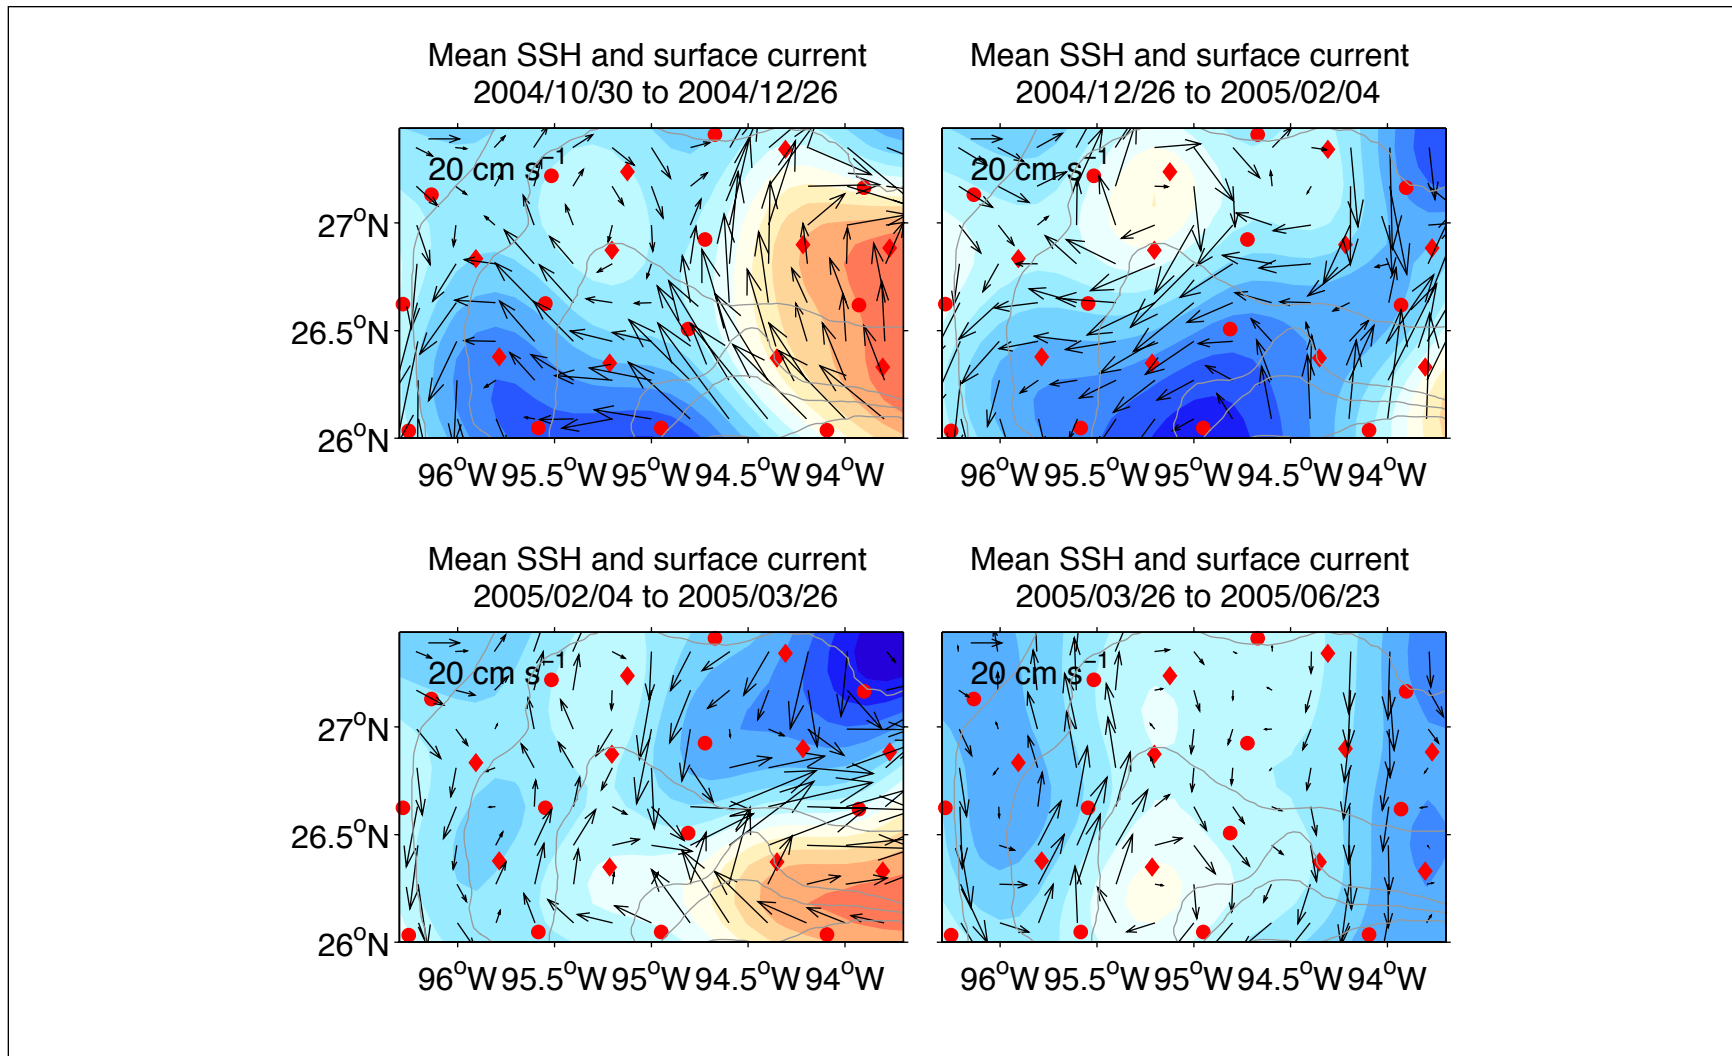 Mean SSH and surface current
2004/10/30 to 2004/12/26
20 cm s⁻¹
27°N
26.5°N
26°N
96°W 95.5°W 95°W 94.5°W 94°W
Mean SSH and surface current
2004/12/26 to 2005/02/04
20 cm s⁻¹
96°W 95.5°W 95°W 94.5°W 94°W
Mean SSH and surface current
2005/02/04 to 2005/03/26
20 cm s⁻¹
27°N
26.5°N
26°N
96°W 95.5°W 95°W 94.5°W 94°W
Mean SSH and surface current
2005/03/26 to 2005/06/23
20 cm s⁻¹
96°W 95.5°W 95°W 94.5°W 94°W